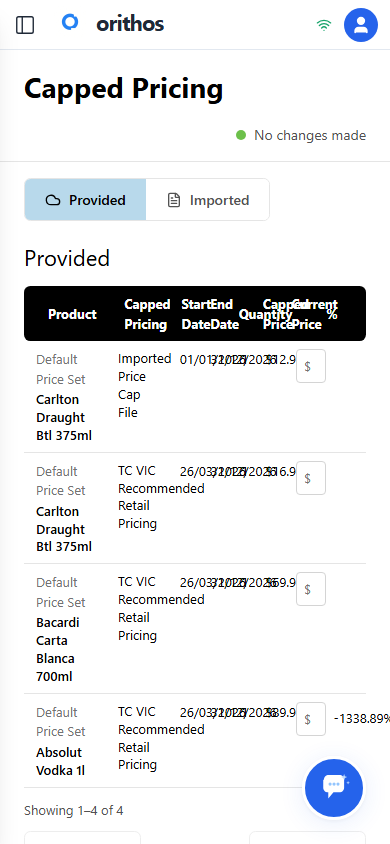 orithos
Capped Pricing
No changes made
Provided Imported
Provided
Product Capped Pricing Start Date End Date Quantity Capped Price Current Price %
Default Price Set
Carlton Draught Btl 375ml
Imported Price Cap File
$
Default Price Set
Carlton Draught Btl 375ml
TC VIC Recommended Retail Pricing
$
Default Price Set
Bacardi Carta Blanca 700ml
TC VIC Recommended Retail Pricing
$
Default Price Set
Absolut Vodka 1l
TC VIC Recommended Retail Pricing
$
-1338.89%
Showing 1–4 of 4